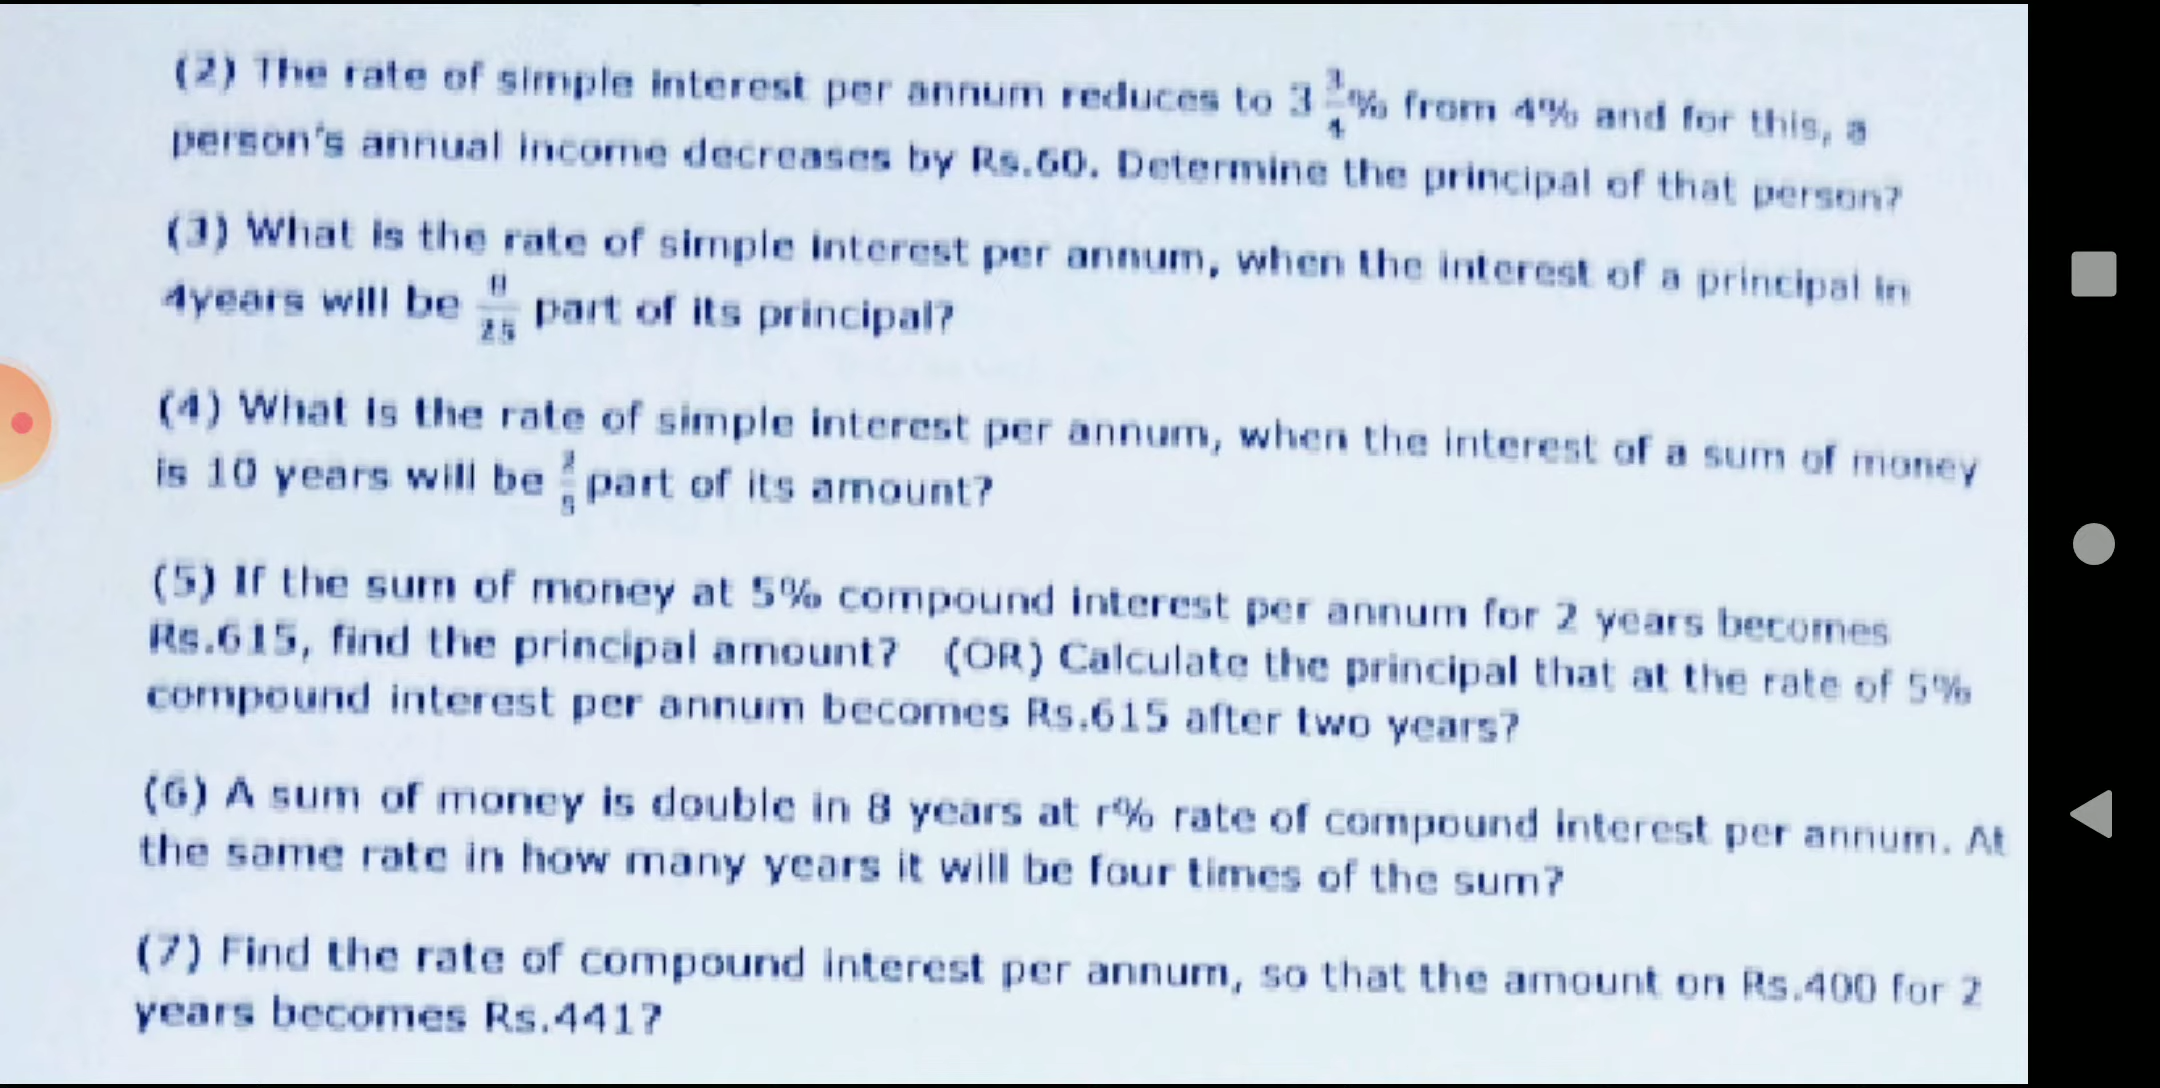 (2) The rate of simple interest per annum reduces to 3 3/4% from 4% and for this, a
person's annual income decreases by Rs.60. Determine the principal of that person?
(3) What is the rate of simple interest per annum, when the interest of a principal in
4years will be 8/25 part of its principal?
(4) What is the rate of simple interest per annum, when the interest of a sum of money
is 10 years will be /5 part of its amount?
(5) If the sum of money at 5% compound interest per annum for 2 years becomes
Rs.615, find the principal amount? (OR) Calculate the principal that at the rate of 5%
compound interest per annum becomes Rs.615 after two years?
(6) A sum of money is double in 8 years at r% rate of compound interest per annum. At
the same rate in how many years it will be four times of the sum?
(7) Find the rate of compound interest per annum, so that the amount on Rs.400 for 2
years becomes Rs.441?